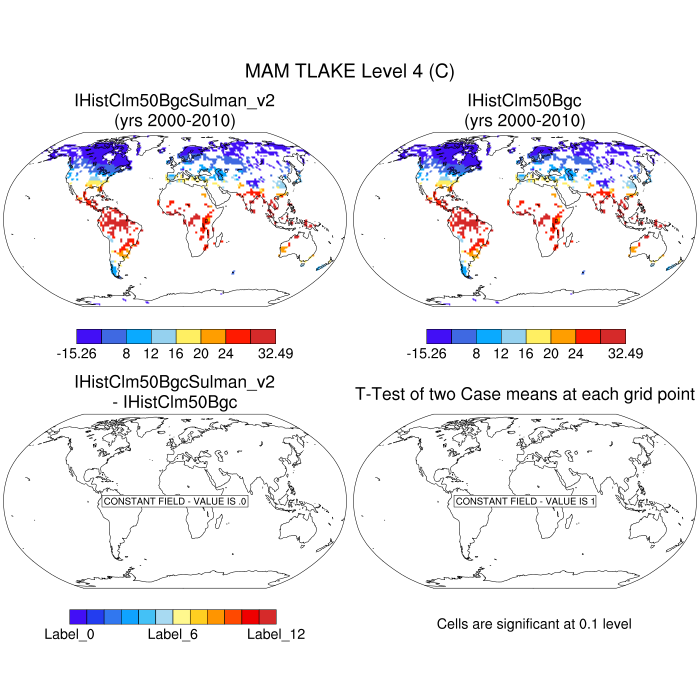 MAM TLAKE Level 4 (C)
IHistClm50BgcSulman_v2
(yrs 2000-2010)
IHistClm50Bgc
(yrs 2000-2010)
-15.26 8 12 16 20 24 32.49
-15.26 8 12 16 20 24 32.49
IHistClm50BgcSulman_v2
- IHistClm50Bgc
T-Test of two Case means at each grid point
CONSTANT FIELD - VALUE IS .0
CONSTANT FIELD - VALUE IS 1
Label_0 Label_6 Label_12
Cells are significant at 0.1 level